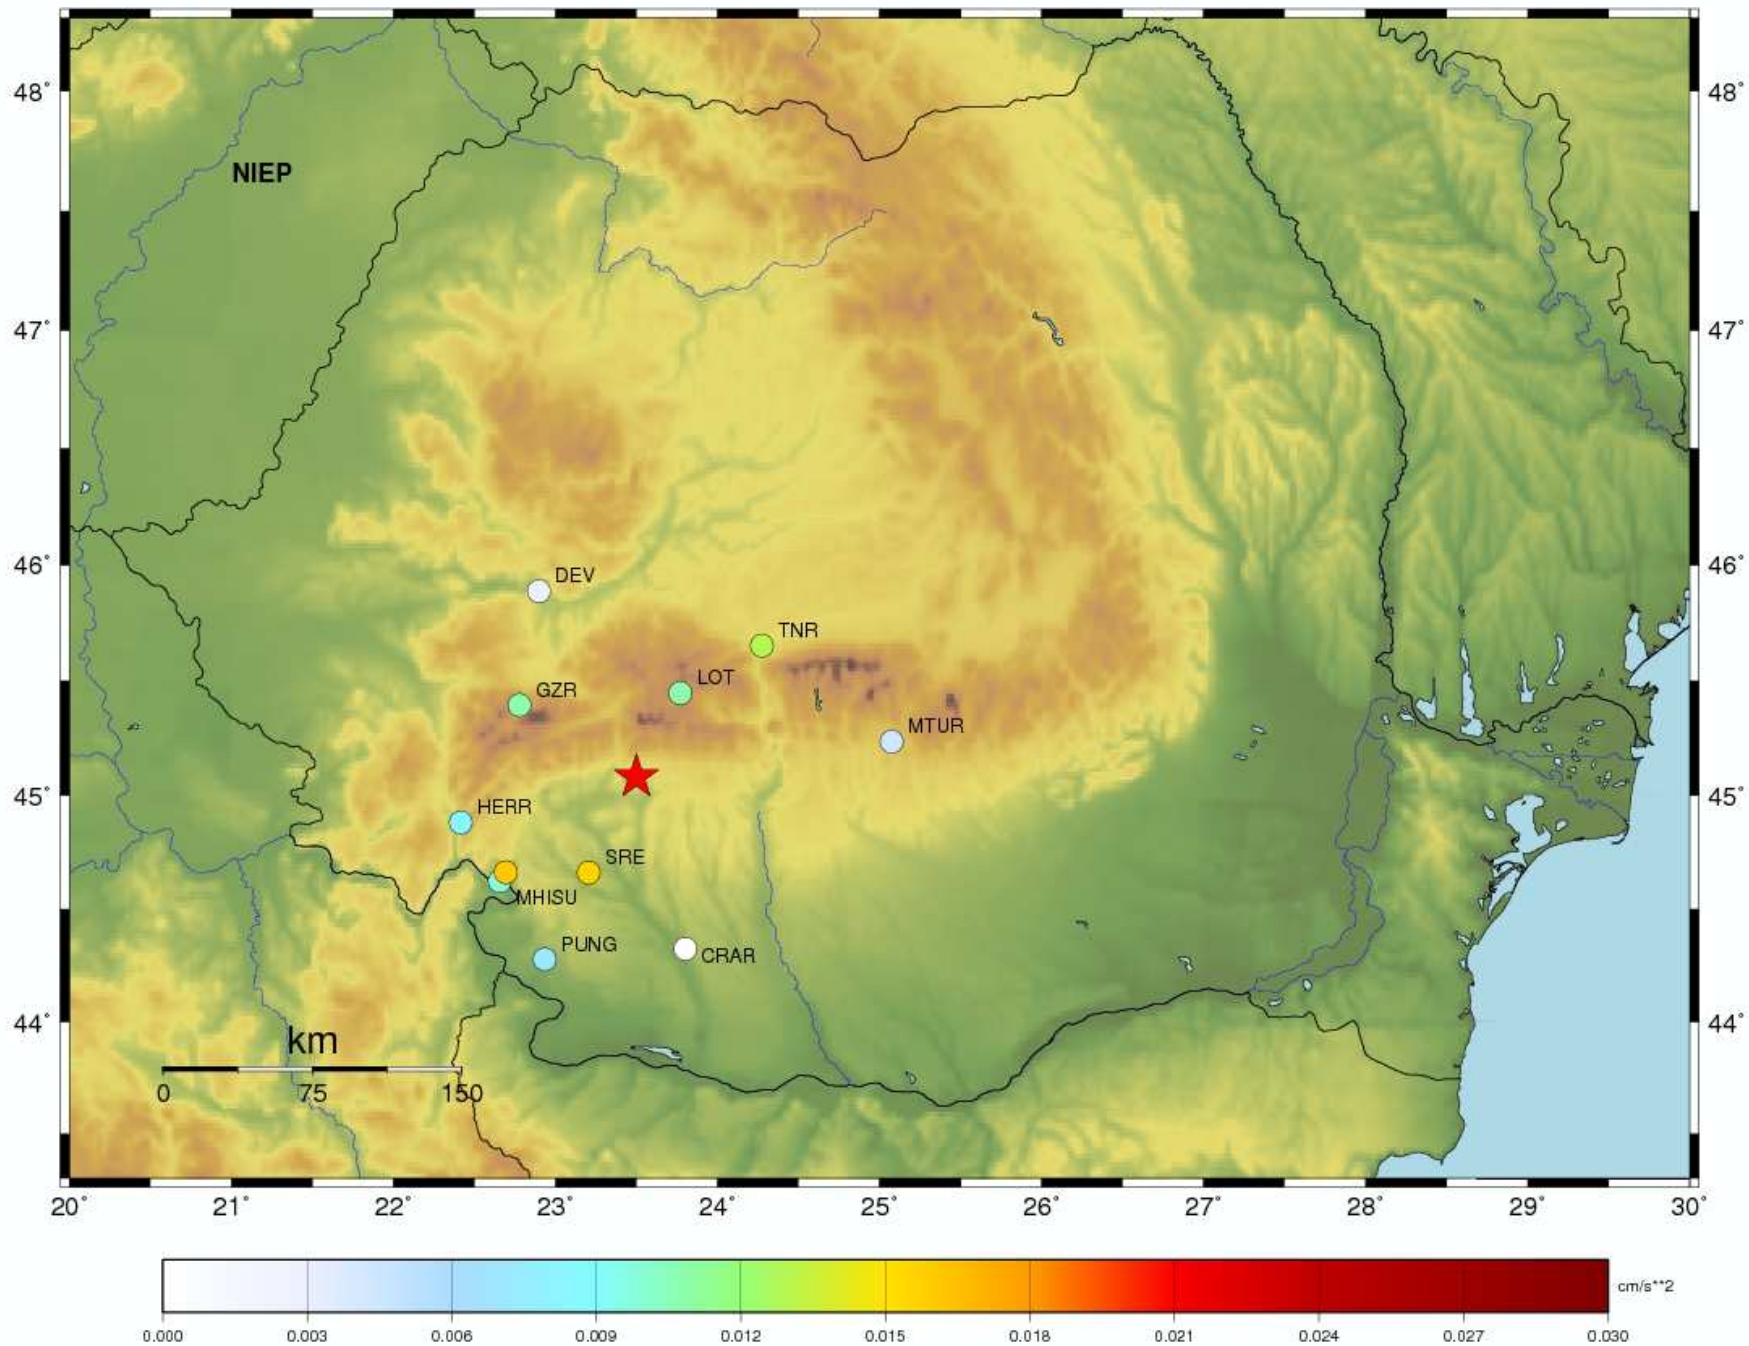 48°
48°
NIEP
47°
47°
46°
46°
DEV
TNR
LOT
GZR
MTUR
45°
45°
HERR
SRE
MHISU
PUNG
CRAR
44°
44°
km
0 75 150
20° 21° 22° 23° 24° 25° 26° 27° 28° 29° 30°
cm/s**2
0.000 0.003 0.006 0.009 0.012 0.015 0.018 0.021 0.024 0.027 0.030